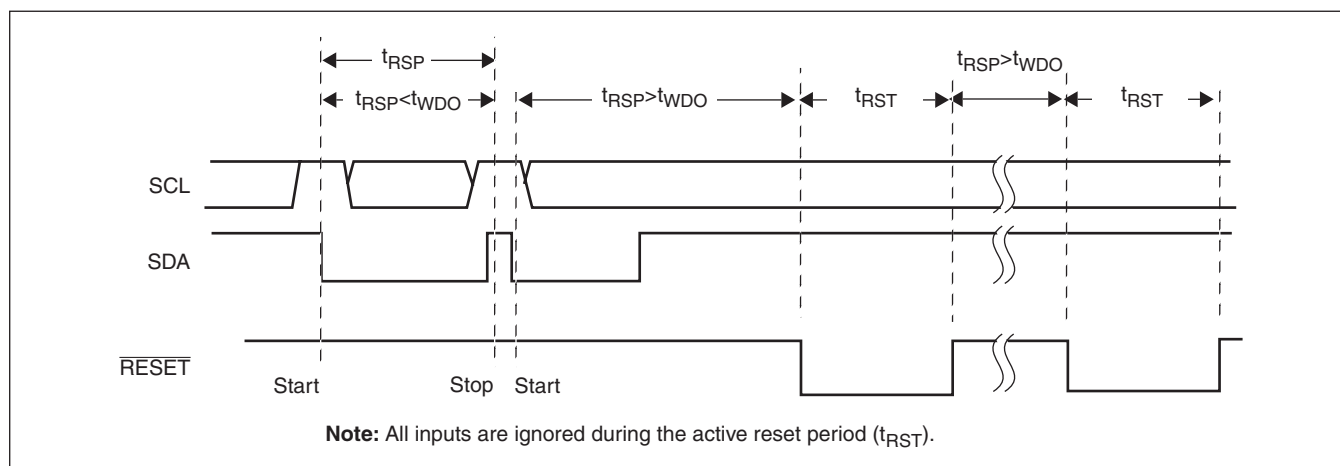 tRSP
tRSP>tWDO
tRSP<tWDO
tRSP>tWDO
tRST
tRST
SCL
SDA
RESET
Start
Stop
Start
Note: All inputs are ignored during the active reset period (tRST).